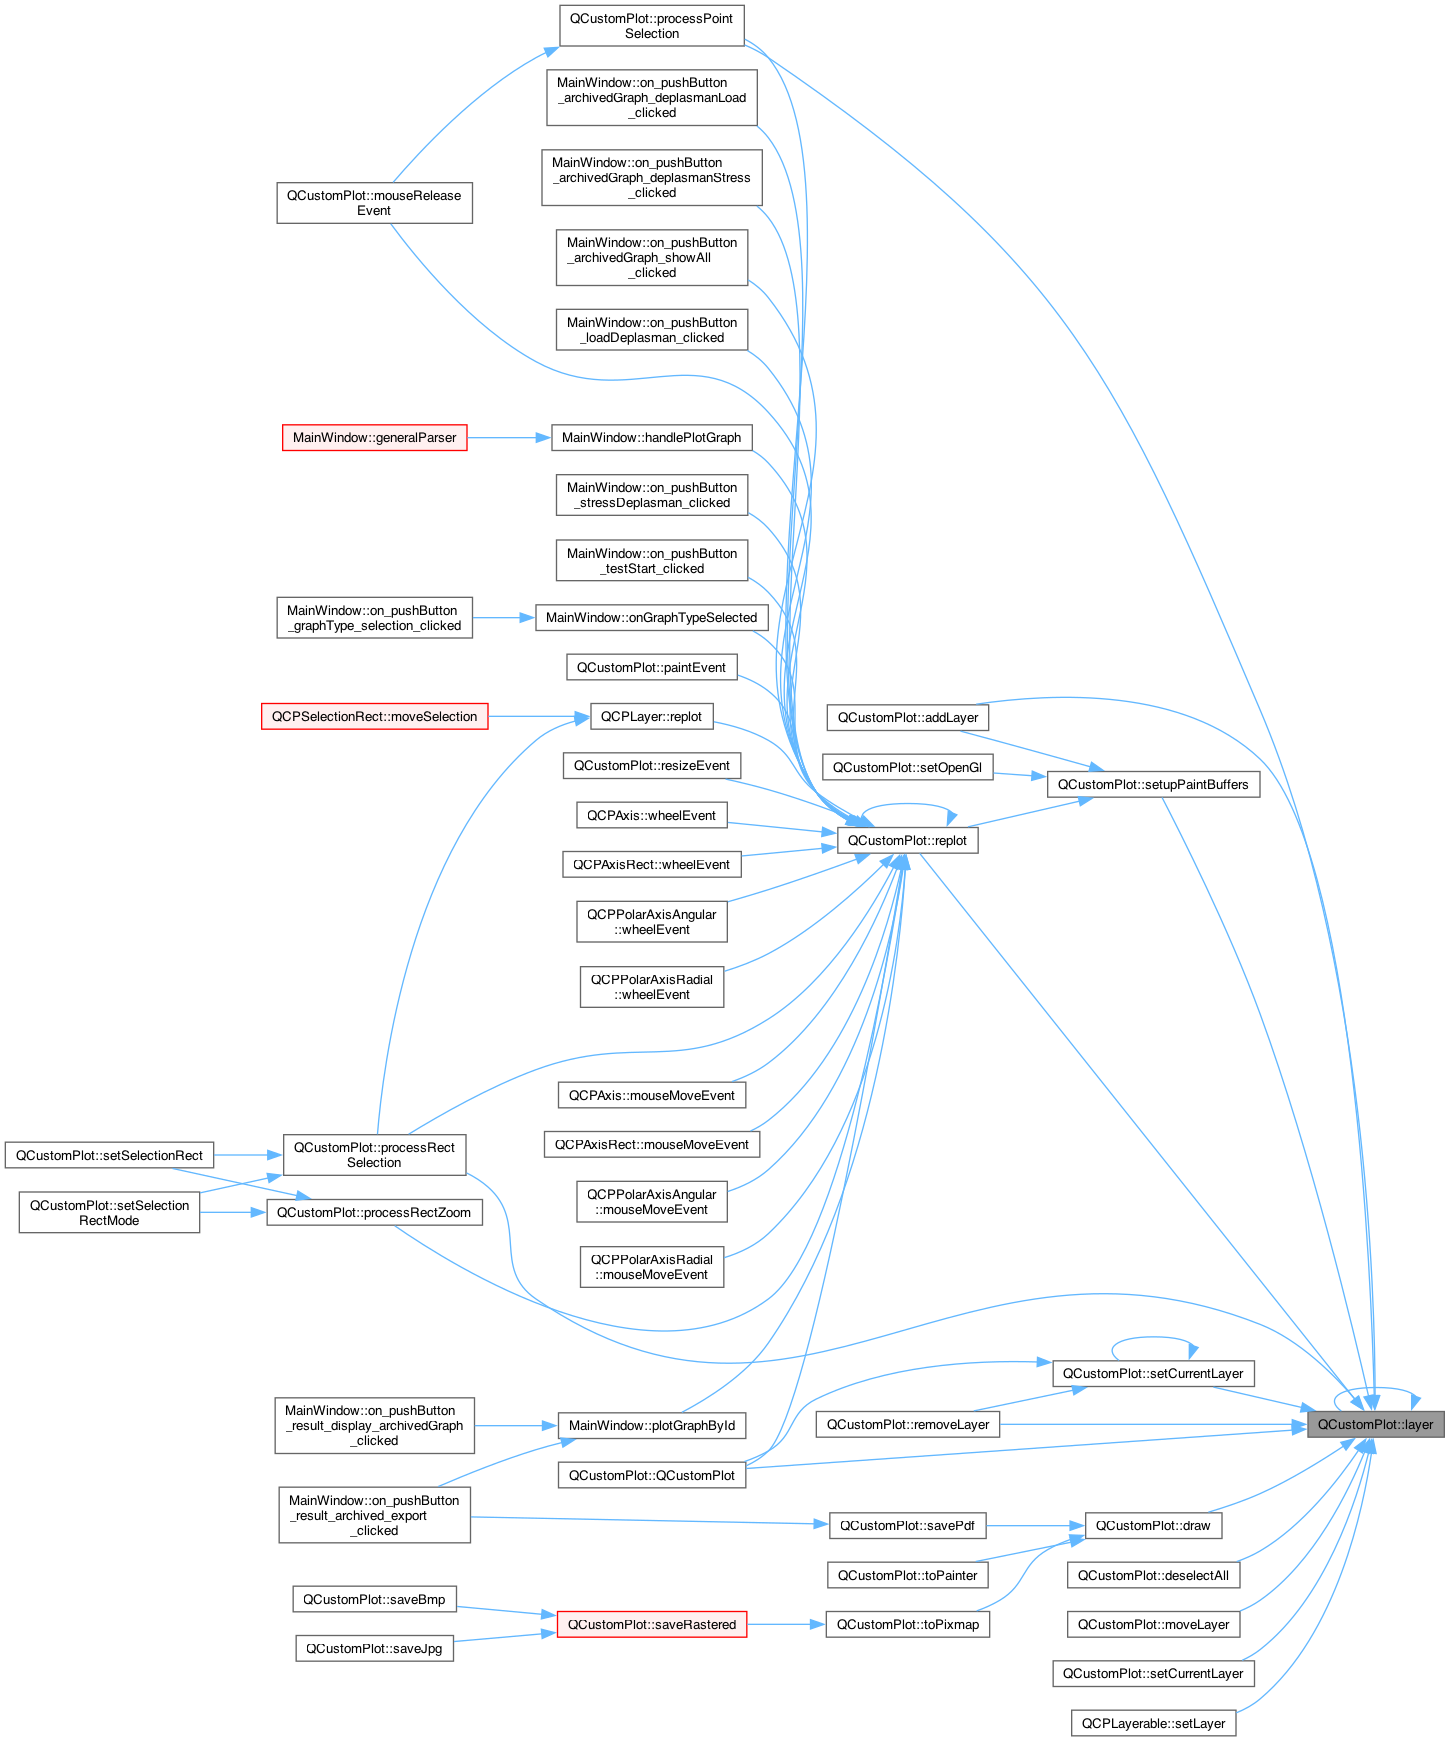 QCustomPlot::processPoint
Selection
MainWindow::on_pushButton
_archivedGraph_deplasmanLoad
_clicked
MainWindow::on_pushButton
_archivedGraph_deplasmanStress
_clicked
QCustomPlot::mouseRelease
Event
MainWindow::on_pushButton
_archivedGraph_showAll
_clicked
MainWindow::on_pushButton
_loadDeplasman_clicked
MainWindow::generalParser
MainWindow::handlePlotGraph
MainWindow::on_pushButton
_stressDeplasman_clicked
MainWindow::on_pushButton
_testStart_clicked
MainWindow::on_pushButton
_graphType_selection_clicked
MainWindow::onGraphTypeSelected
QCustomPlot::paintEvent
QCPSelectionRect::moveSelection
QCPLayer::replot
QCustomPlot::addLayer
QCustomPlot::resizeEvent
QCustomPlot::setOpenGl
QCustomPlot::setupPaintBuffers
QCPAxis::wheelEvent
QCustomPlot::replot
QCPAxisRect::wheelEvent
QCPPolarAxisAngular
::wheelEvent
QCPPolarAxisRadial
::wheelEvent
QCPAxis::mouseMoveEvent
QCPAxisRect::mouseMoveEvent
QCustomPlot::setSelectionRect
QCustomPlot::processRect
Selection
QCustomPlot::setSelection
RectMode
QCustomPlot::processRectZoom
QCPPolarAxisAngular
::mouseMoveEvent
QCPPolarAxisRadial
::mouseMoveEvent
QCustomPlot::setCurrentLayer
MainWindow::on_pushButton
_result_display_archivedGraph
_clicked
MainWindow::plotGraphById
QCustomPlot::removeLayer
QCustomPlot::layer
QCustomPlot::QCustomPlot
MainWindow::on_pushButton
_result_archived_export
_clicked
QCustomPlot::savePdf
QCustomPlot::draw
QCustomPlot::toPainter
QCustomPlot::deselectAll
QCustomPlot::saveBmp
QCustomPlot::saveRastered
QCustomPlot::toPixmap
QCustomPlot::moveLayer
QCustomPlot::saveJpg
QCustomPlot::setCurrentLayer
QCPLayerable::setLayer